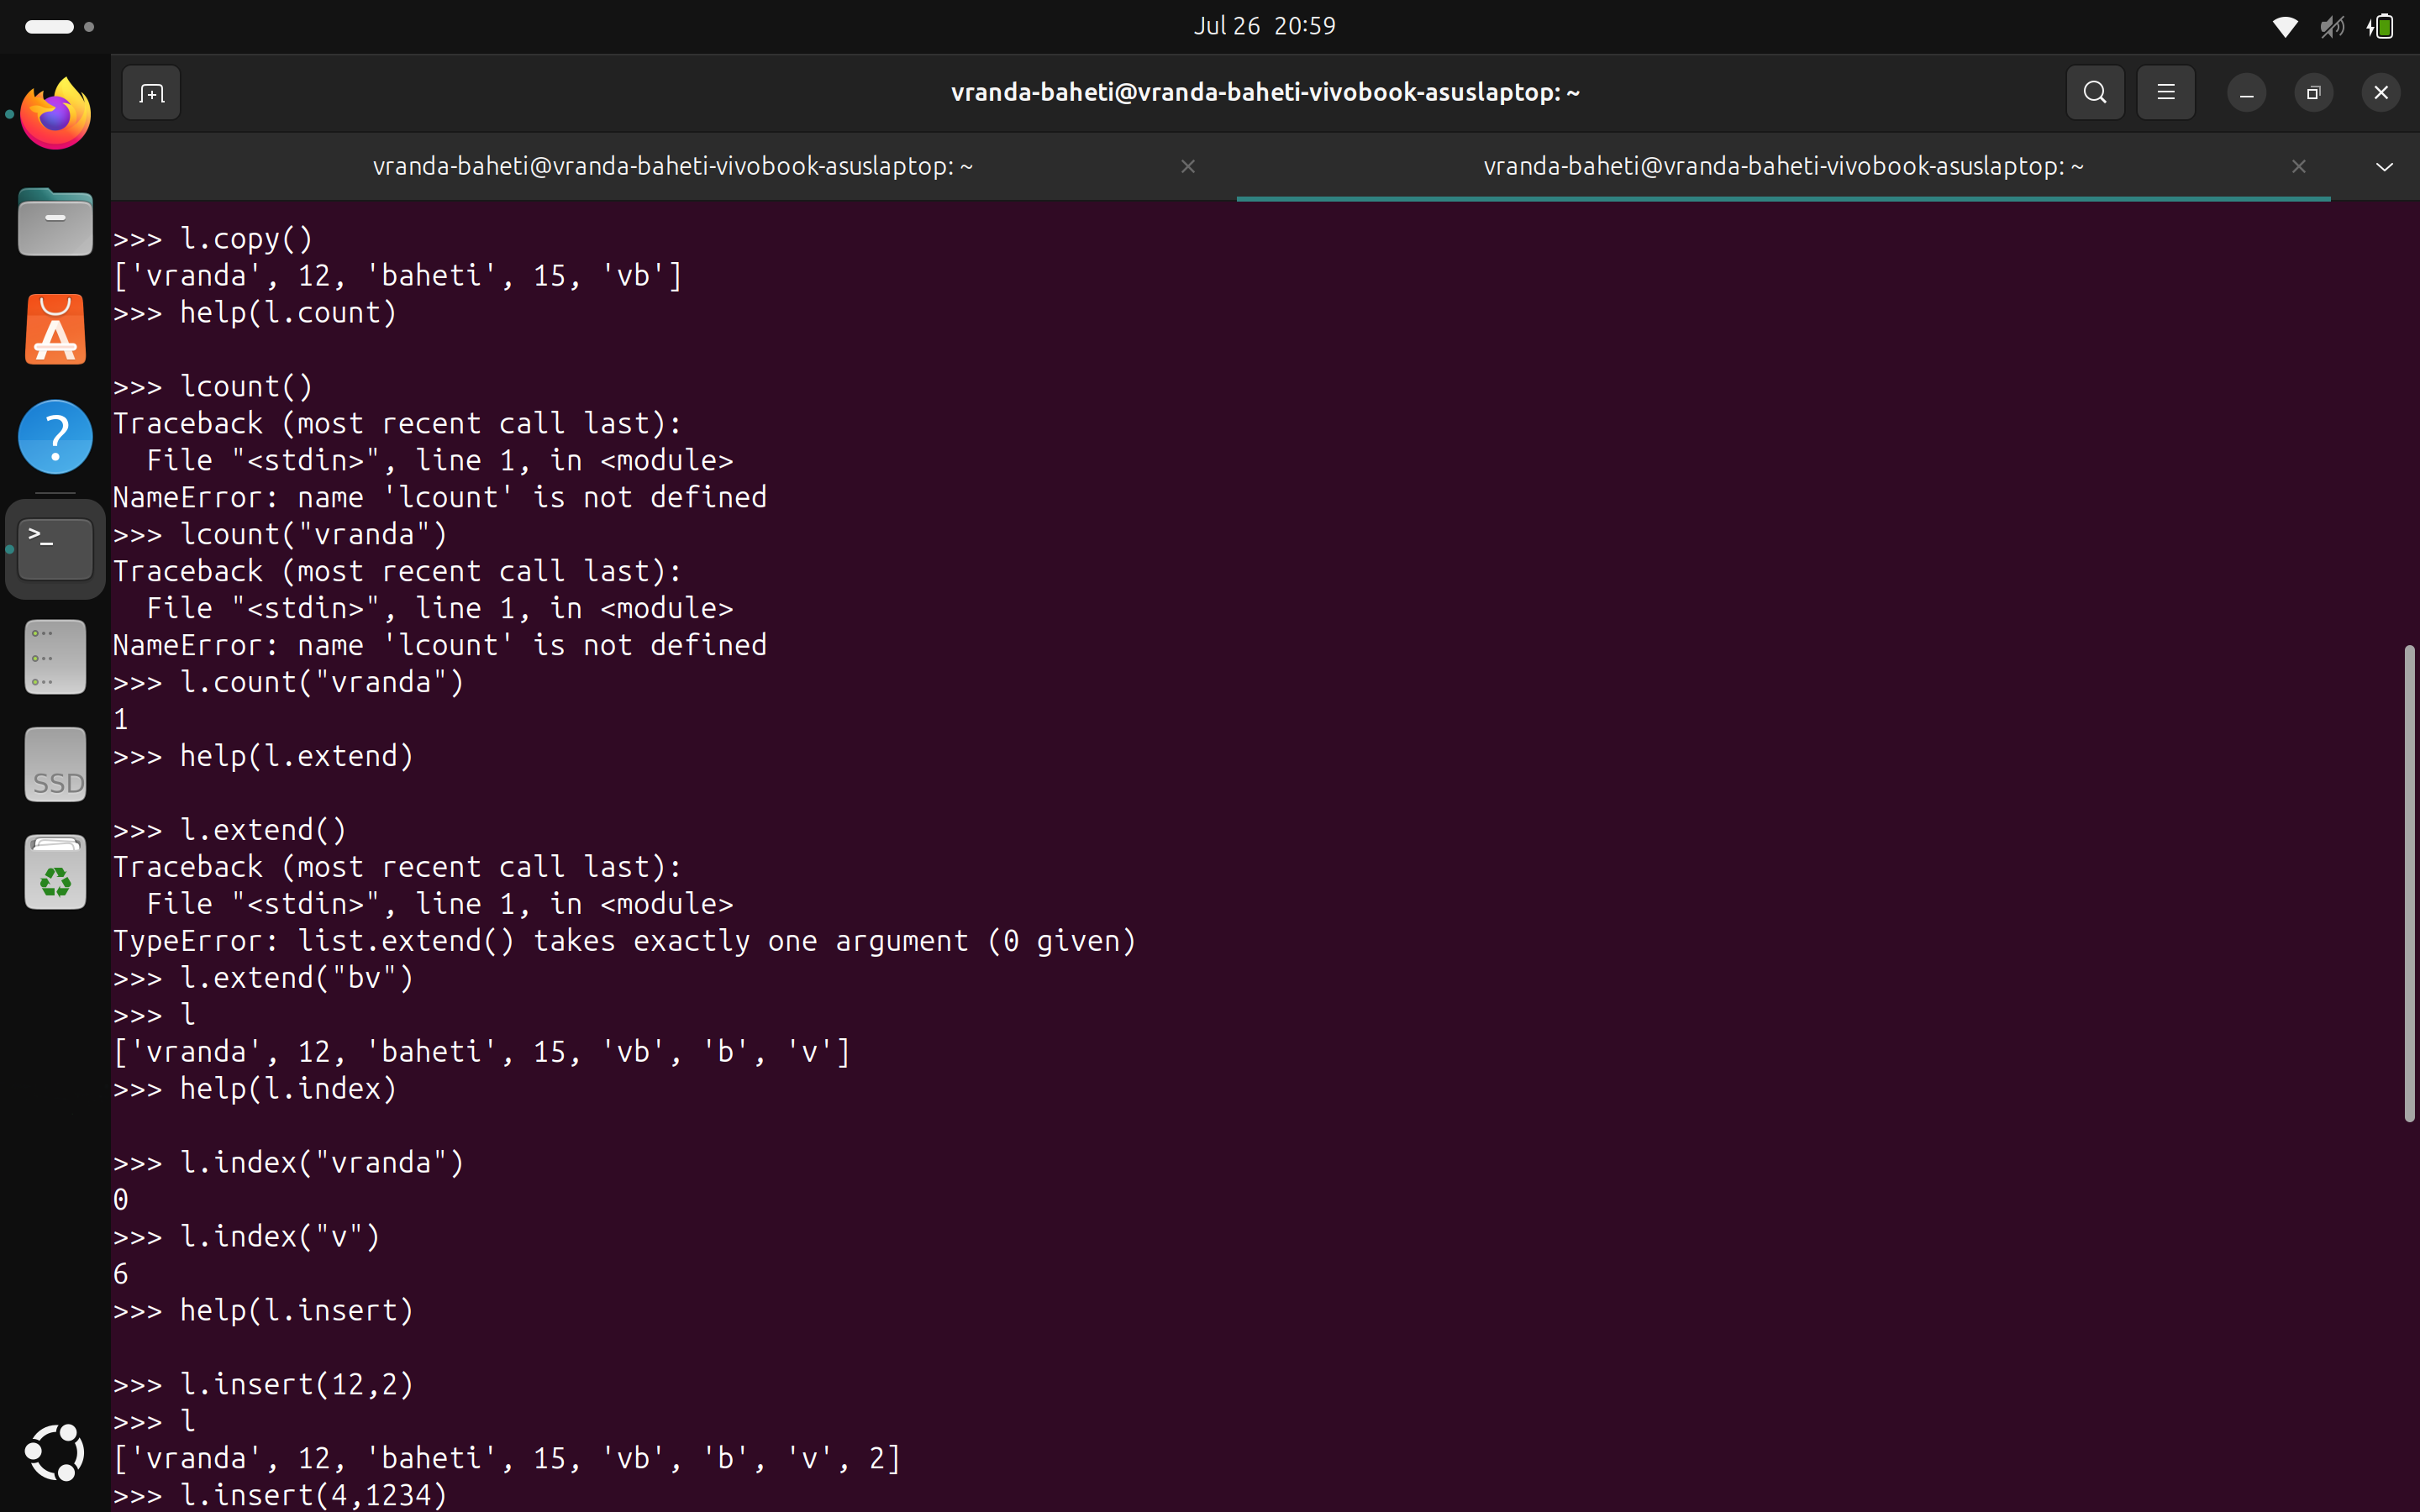 Jul 26 20:59
vranda-baheti@vranda-baheti-vivobook-asuslaptop: ~
vranda-baheti@vranda-baheti-vivobook-asuslaptop: ~
vranda-baheti@vranda-baheti-vivobook-asuslaptop: ~
>>> l.copy()
['vranda', 12, 'baheti', 15, 'vb']
>>> help(l.count)
>>> lcount()
Traceback (most recent call last):
  File "<stdin>", line 1, in <module>
NameError: name 'lcount' is not defined
>>> lcount("vranda")
Traceback (most recent call last):
  File "<stdin>", line 1, in <module>
NameError: name 'lcount' is not defined
>>> l.count("vranda")
1
>>> help(l.extend)
>>> l.extend()
Traceback (most recent call last):
  File "<stdin>", line 1, in <module>
TypeError: list.extend() takes exactly one argument (0 given)
>>> l.extend("bv")
>>> l
['vranda', 12, 'baheti', 15, 'vb', 'b', 'v']
>>> help(l.index)
>>> l.index("vranda")
0
>>> l.index("v")
6
>>> help(l.insert)
>>> l.insert(12,2)
>>> l
['vranda', 12, 'baheti', 15, 'vb', 'b', 'v', 2]
>>> l.insert(4,1234)
SSD